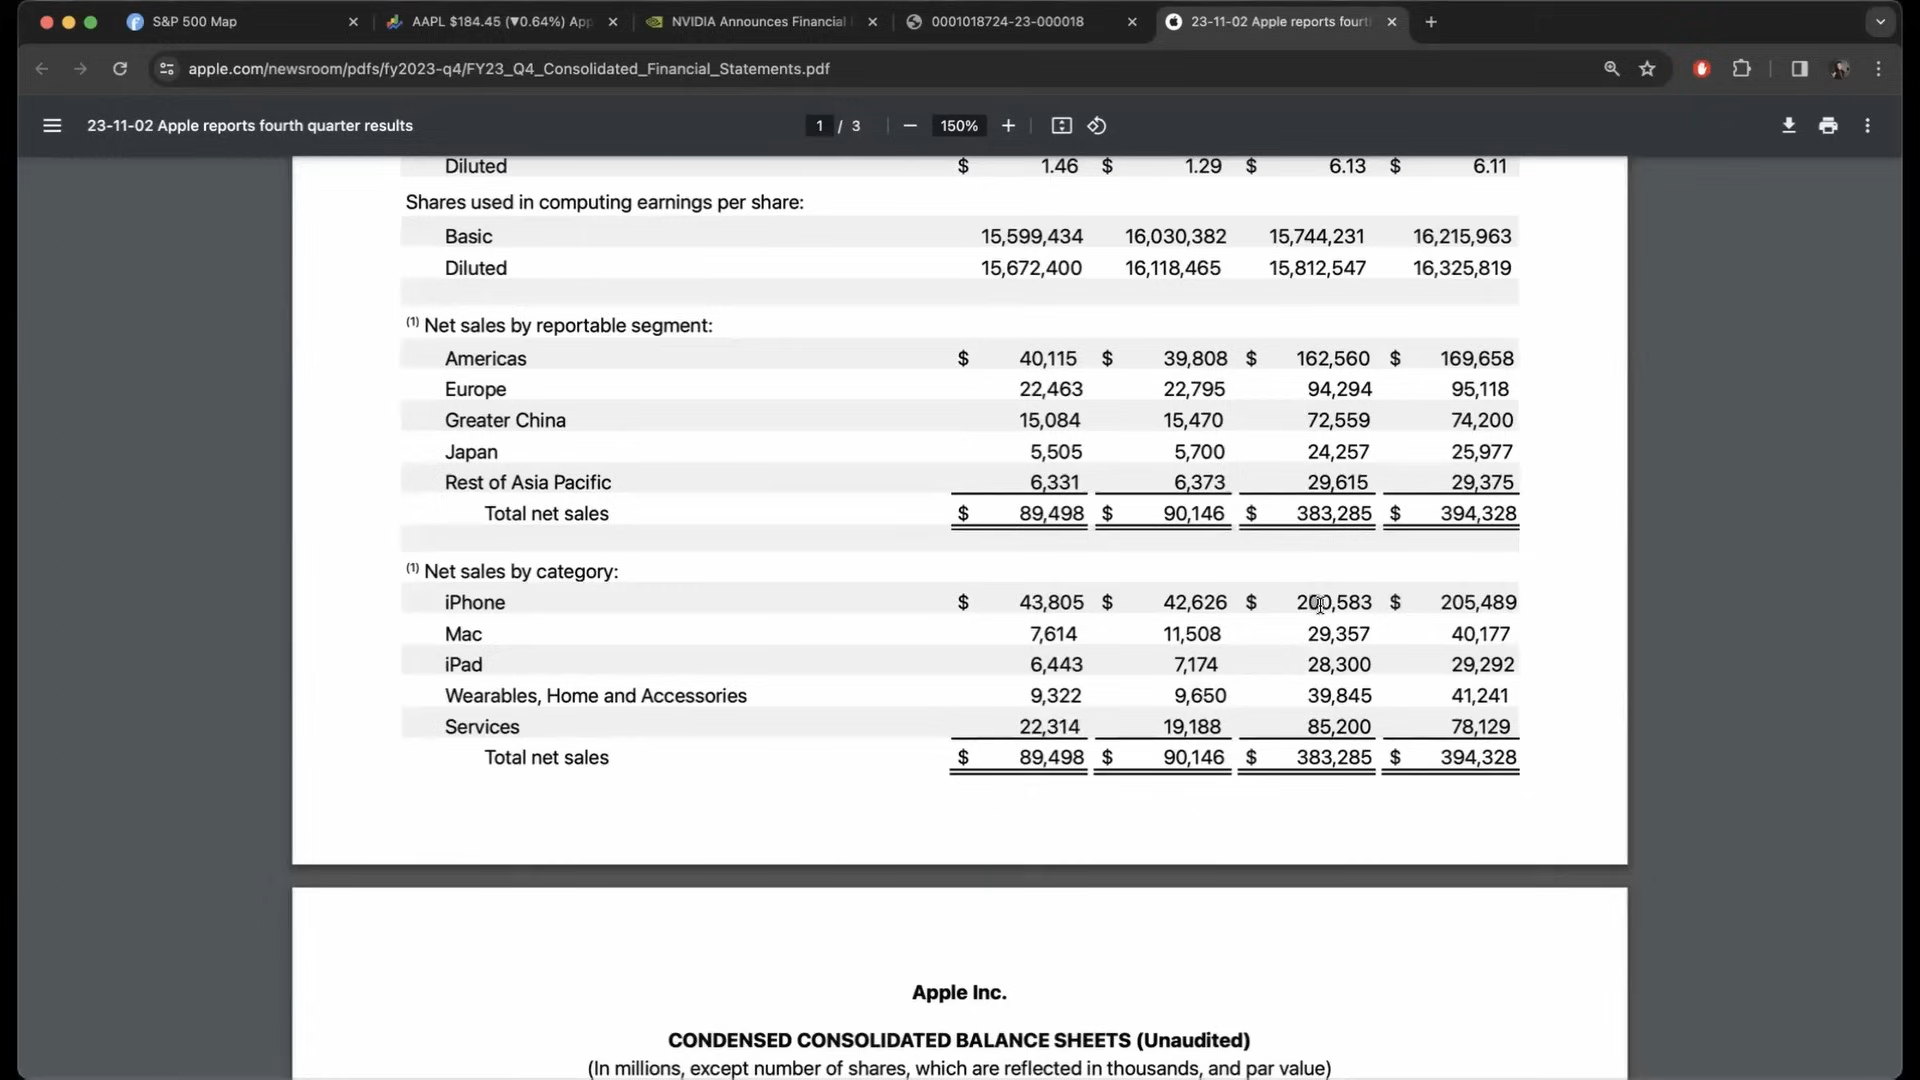 S&P 500 Map
AAPL $184.45 (▼0.64%) Ap
NVIDIA Announces Financial
0001018724-23-000018
23-11-02 Apple reports fourt
apple.com/newsroom/pdfs/fy2023-q4/FY23_Q4_Consolidated_Financial_Statements.pdf
23-11-02 Apple reports fourth quarter results
1 / 3
150%
Diluted $ 1.46 $ 1.29 $ 6.13 $ 6.11
Shares used in computing earnings per share:
Basic 15,599,434 16,030,382 15,744,231 16,215,963
Diluted 15,672,400 16,118,465 15,812,547 16,325,819
(1) Net sales by reportable segment:
Americas $ 40,115 $ 39,808 $ 162,560 $ 169,658
Europe 22,463 22,795 94,294 95,118
Greater China 15,084 15,470 72,559 74,200
Japan 5,505 5,700 24,257 25,977
Rest of Asia Pacific 6,331 6,373 29,615 29,375
Total net sales $ 89,498 $ 90,146 $ 383,285 $ 394,328
(1) Net sales by category:
iPhone $ 43,805 $ 42,626 $ 200,583 $ 205,489
Mac 7,614 11,508 29,357 40,177
iPad 6,443 7,174 28,300 29,292
Wearables, Home and Accessories 9,322 9,650 39,845 41,241
Services 22,314 19,188 85,200 78,129
Total net sales $ 89,498 $ 90,146 $ 383,285 $ 394,328
Apple Inc.
CONDENSED CONSOLIDATED BALANCE SHEETS (Unaudited)
(In millions, except number of shares, which are reflected in thousands, and par value)